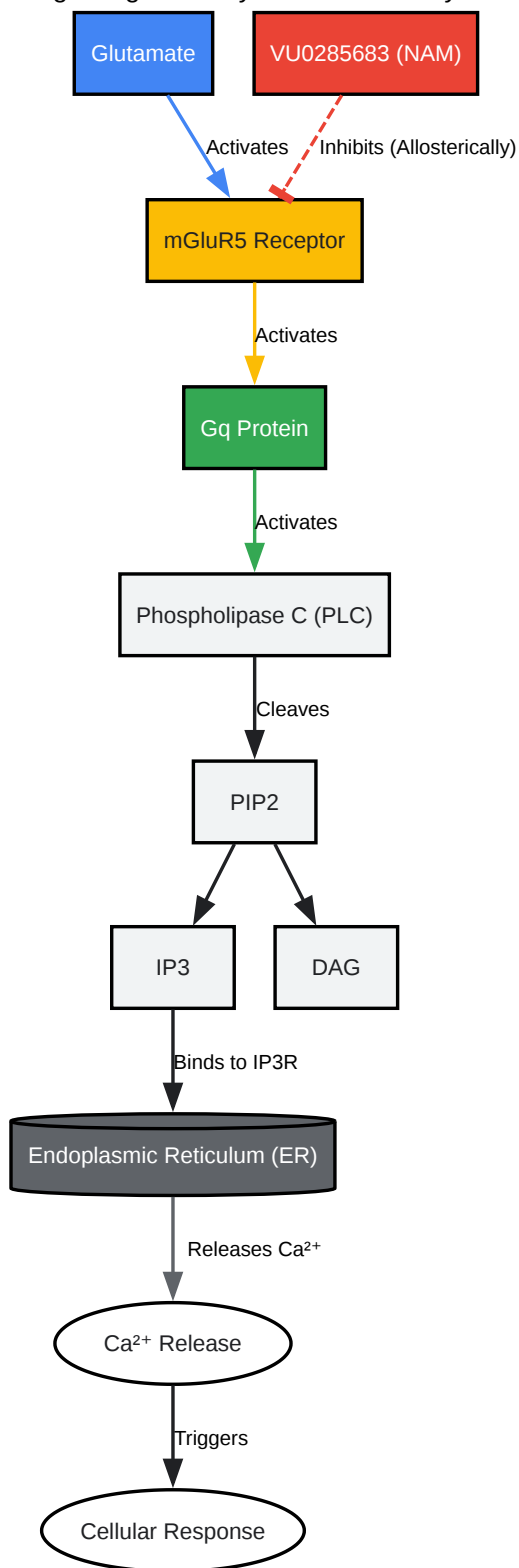 Glutamate
VU0285683 (NAM)
Activates
Inhibits (Allosterically)
mGluR5 Receptor
Activates
Gq Protein
Activates
Phospholipase C (PLC)
Cleaves
PIP2
IP3
DAG
Binds to IP3R
Endoplasmic Reticulum (ER)
Releases Ca²⁺
Ca²⁺ Release
Triggers
Cellular Response